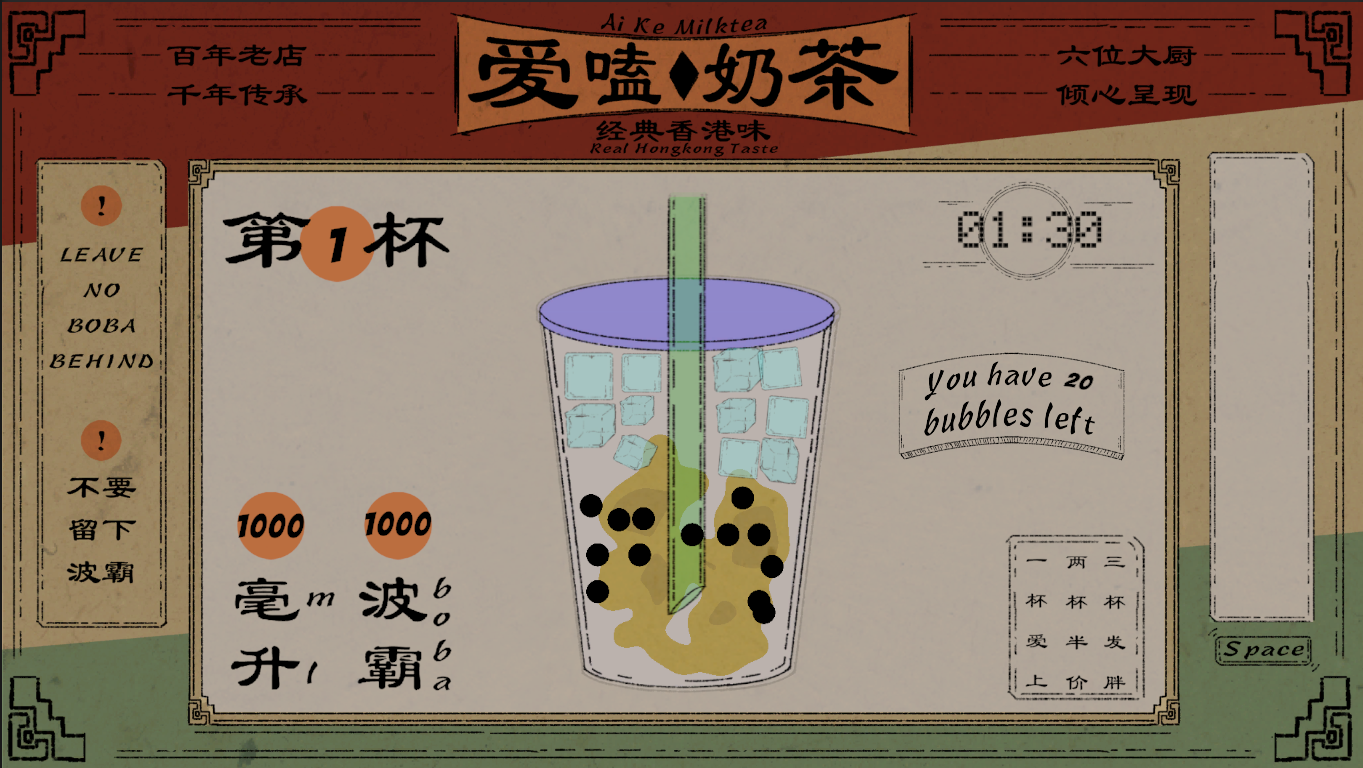 Ai Ke Milktea
爱嗑♦奶茶
经典香港味
Real Hongkong Taste
百年老店
千年传承
六位大厨
倾心呈现
!
LEAVE
NO
BOBA
BEHIND
!
不要
留下
波霸
第1杯
01:30
You have 20
bubbles left
1000
毫升 ml
1000
波霸 boba
一杯爱上
两杯半价
三杯发胖
Space